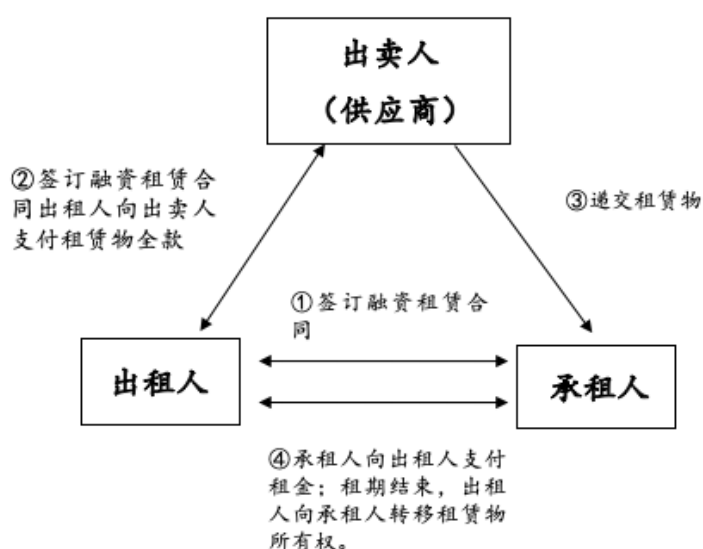 出卖人
（供应商）
②签订融资租赁合
同出租人向出卖人
支付租赁物全款
③递交租赁物
①签订融资租赁合
同
出租人
承租人
④承租人向出租人支付
租金；租期结束，出租
人向承租人转移租赁物
所有权。